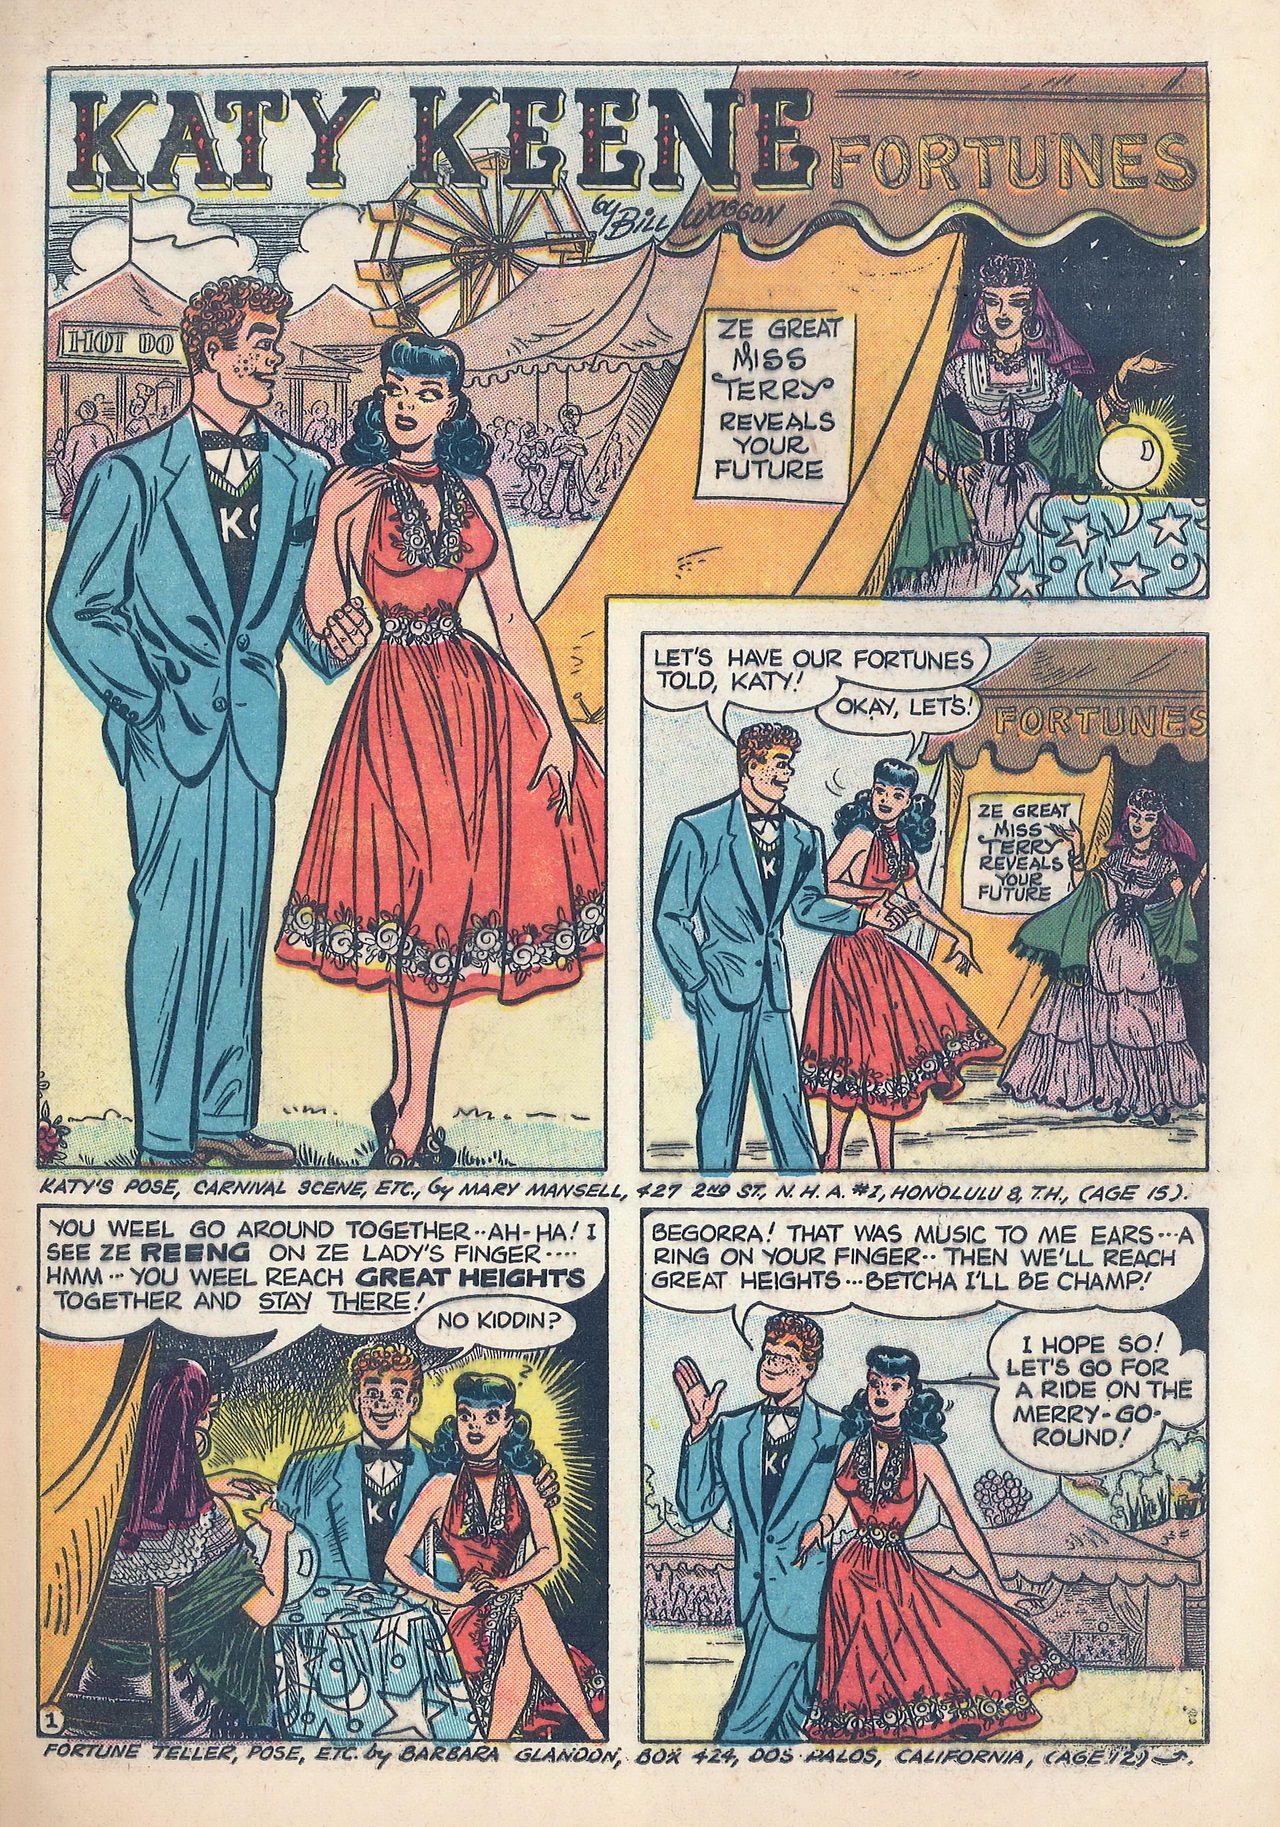 KATY KEENE
by BILL WOGGON
FORTUNES
HOT DO
ZE GREAT
MISS
TERRY
REVEALS
YOUR
FUTURE
K
LET'S HAVE OUR FORTUNES
TOLD, KATY!
OKAY, LET'S!
FORTUNES
ZE GREAT
MISS
TERRY
REVEALS
YOUR
FUTURE
K
KATY'S POSE, CARNIVAL SCENE, ETC., by MARY MANSELL, 427 2ND ST., N.H.A. #1, HONOLULU 8, T.H., (AGE 15).
YOU WEEL GO AROUND TOGETHER··AH-HA! I
SEE ZE REENG ON ZE LADY'S FINGER····
HMM··YOU WEEL REACH GREAT HEIGHTS
TOGETHER AND STAY THERE!
NO KIDDIN?
?
K
1
BEGORRA! THAT WAS MUSIC TO ME EARS···A
RING ON YOUR FINGER··THEN WE'LL REACH
GREAT HEIGHTS···BETCHA I'LL BE CHAMP!
I HOPE SO!
LET'S GO FOR
A RIDE ON THE
MERRY-GO-
ROUND!
K
FORTUNE TELLER, POSE, ETC. by BARBARA GLANDON, BOX 424, DOS PALOS, CALIFORNIA, (AGE 12)